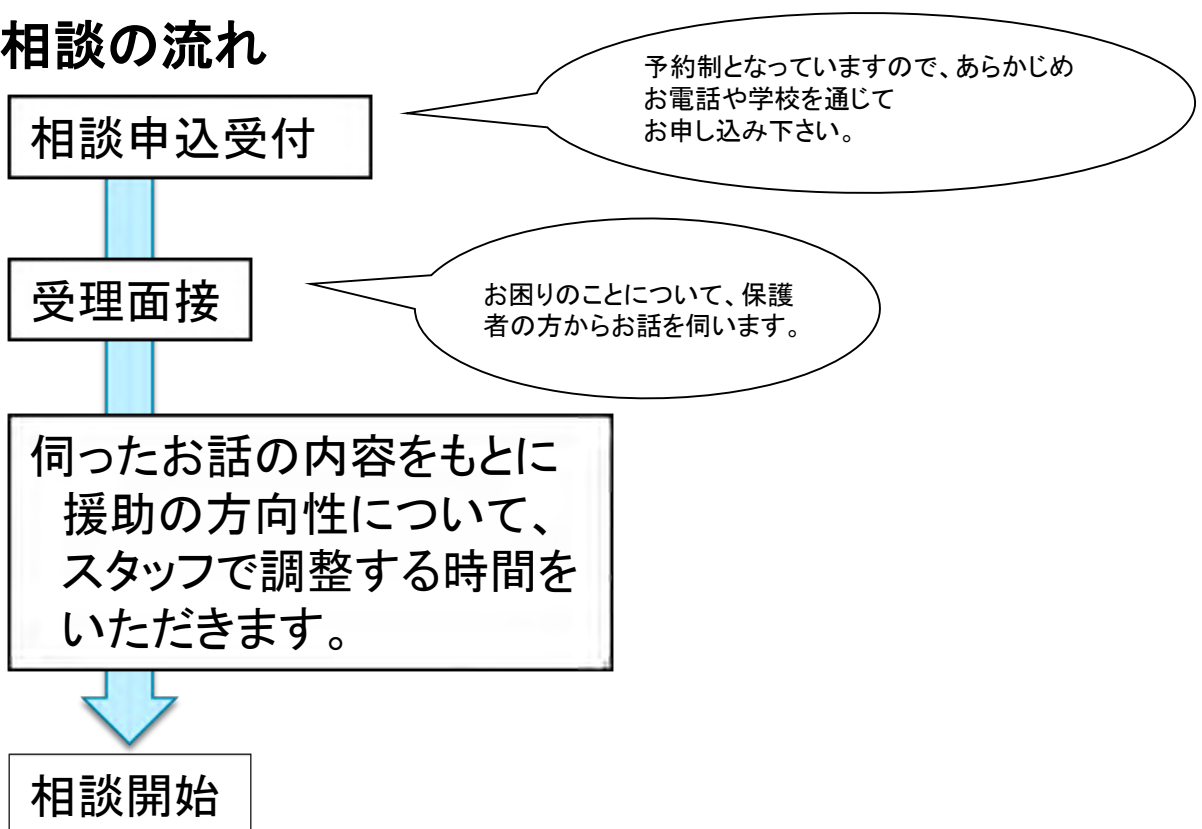 相談の流れ
予約制となっていますので、あらかじめ
お電話や学校を通じて
お申し込み下さい。
相談申込受付
お困りのことについて、保護
者の方からお話を伺います。
受理面接
伺ったお話の内容をもとに
援助の方向性について、
スタッフで調整する時間を
いただきます。
相談開始